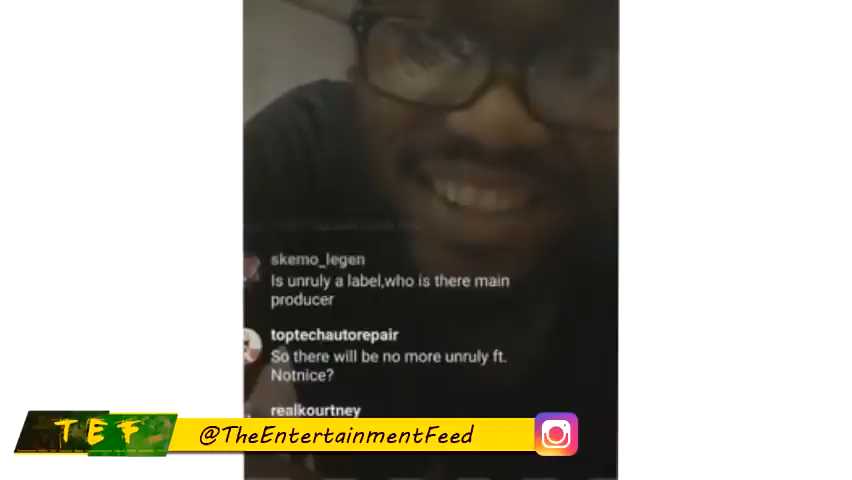 skemo_legen
Is unruly a label,who is there main
producer
toptechautorepair
So there will be no more unruly ft.
Notnice?
realkourtney
TEF
@TheEntertainmentFeed